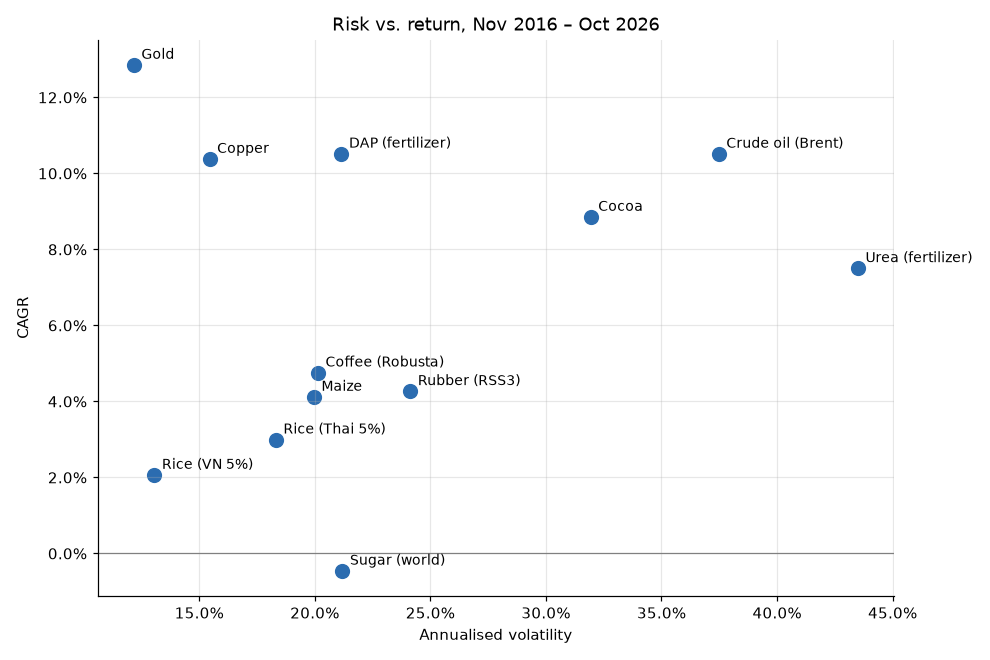 Risk vs. return, Nov 2016 – Oct 2026
Gold
12.0%
Copper
DAP (fertilizer)
Crude oil (Brent)
10.0%
Cocoa
8.0%
Urea (fertilizer)
CAGR
6.0%
Coffee (Robusta)
Maize
Rubber (RSS3)
4.0%
Rice (Thai 5%)
Rice (VN 5%)
2.0%
0.0%
Sugar (world)
15.0%
20.0%
25.0%
30.0%
35.0%
40.0%
45.0%
Annualised volatility